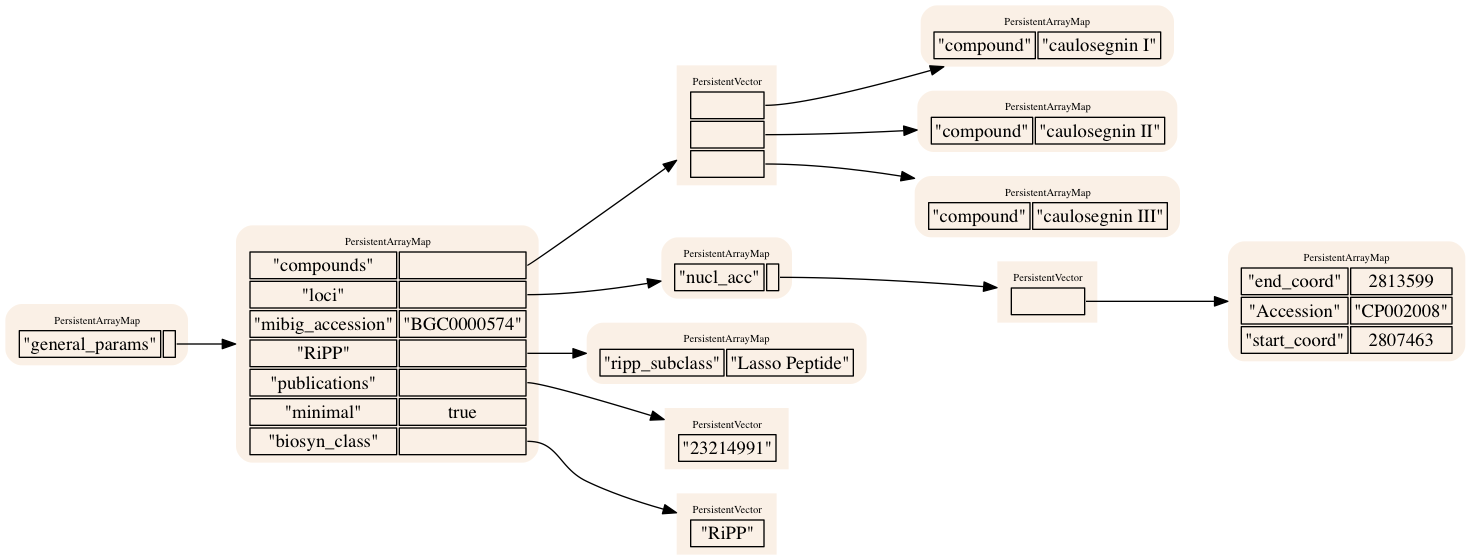 PersistentArrayMap
"general_params"
PersistentArrayMap
"compounds"
"loci"
"mibig_accession" "BGC0000574"
"RiPP"
"publications"
"minimal" true
"biosyn_class"
PersistentVector
PersistentArrayMap
"compound" "caulosegnin I"
PersistentArrayMap
"compound" "caulosegnin II"
PersistentArrayMap
"compound" "caulosegnin III"
PersistentArrayMap
"nucl_acc"
PersistentVector
PersistentArrayMap
"end_coord" 2813599
"Accession" "CP002008"
"start_coord" 2807463
PersistentArrayMap
"ripp_subclass" "Lasso Peptide"
PersistentVector
"23214991"
PersistentVector
"RiPP"